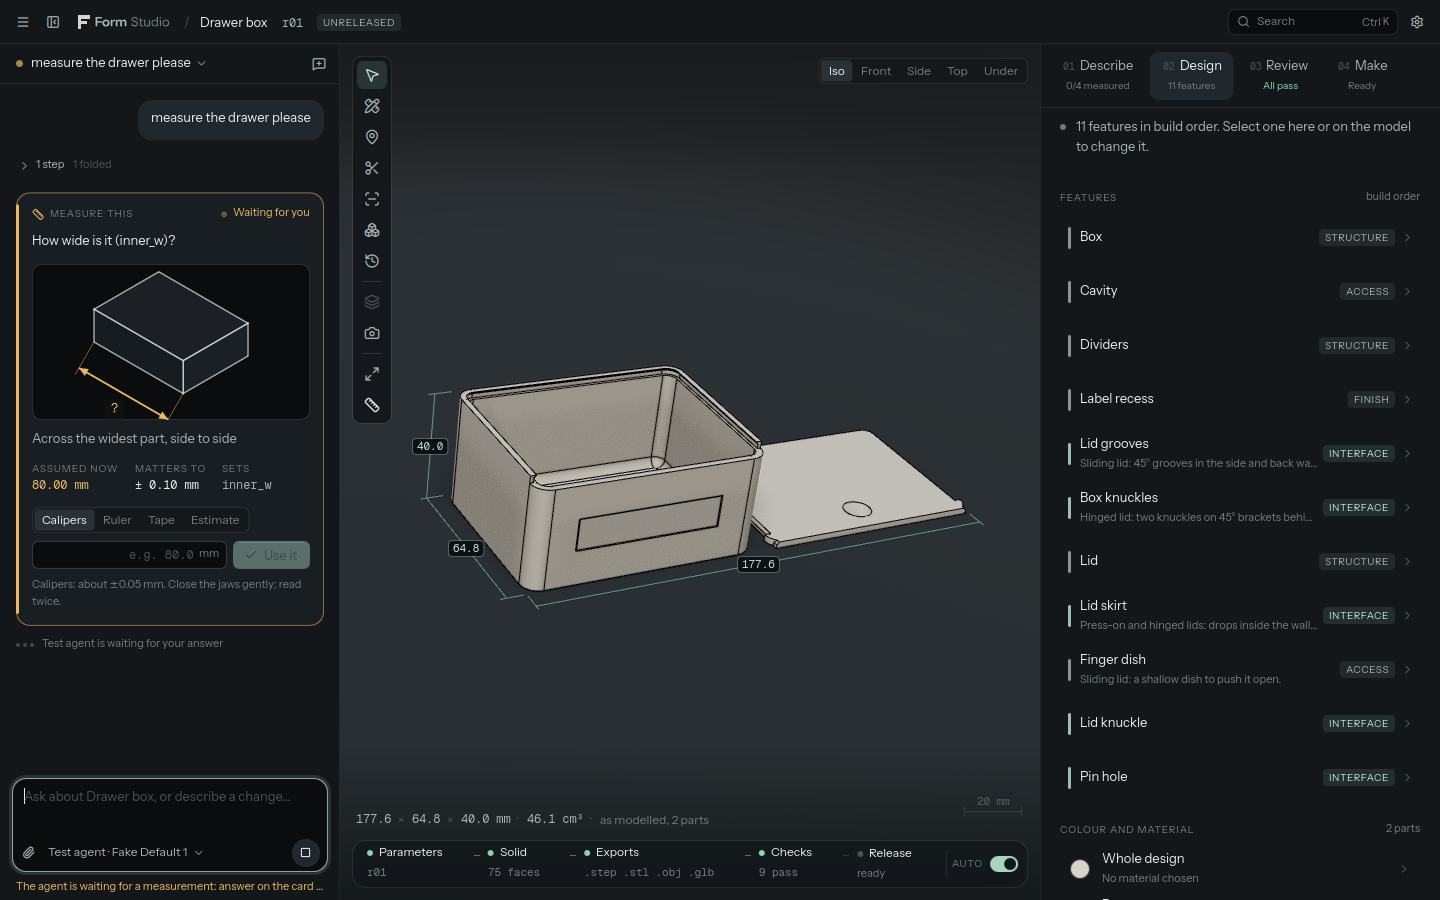 Form Studio / Drawer box r01 UNRELEASED
Search Ctrl K
measure the drawer please
measure the drawer please
1 step 1 folded
MEASURE THIS
Waiting for you
How wide is it (inner_w)?
?
Across the widest part, side to side
ASSUMED NOW MATTERS TO SETS
80.00 mm ± 0.10 mm inner_w
Calipers Ruler Tape Estimate
e.g. 80.0 mm Use it
Calipers: about ±0.05 mm. Close the jaws gently; read
twice.
Test agent is waiting for your answer
Ask about Drawer box, or describe a change...
Test agent · Fake Default 1
The agent is waiting for a measurement: answer on the card ...
Iso Front Side Top Under
40.0
64.8
177.6
20 mm
177.6 × 64.8 × 40.0 mm · 46.1 cm³ · as modelled, 2 parts
Parameters Solid Exports Checks Release
r01 75 faces .step .stl .obj .glb 9 pass ready
AUTO
01 Describe 02 Design 03 Review 04 Make
0/4 measured 11 features All pass Ready
11 features in build order. Select one here or on the model
to change it.
FEATURES build order
Box STRUCTURE
Cavity ACCESS
Dividers STRUCTURE
Label recess FINISH
Lid grooves INTERFACE
Sliding lid: 45° grooves in the side and back wa...
Box knuckles INTERFACE
Hinged lid: two knuckles on 45° brackets behi...
Lid STRUCTURE
Lid skirt INTERFACE
Press-on and hinged lids: drops inside the wall...
Finger dish ACCESS
Sliding lid: a shallow dish to push it open.
Lid knuckle INTERFACE
Pin hole INTERFACE
COLOUR AND MATERIAL 2 parts
Whole design
No material chosen